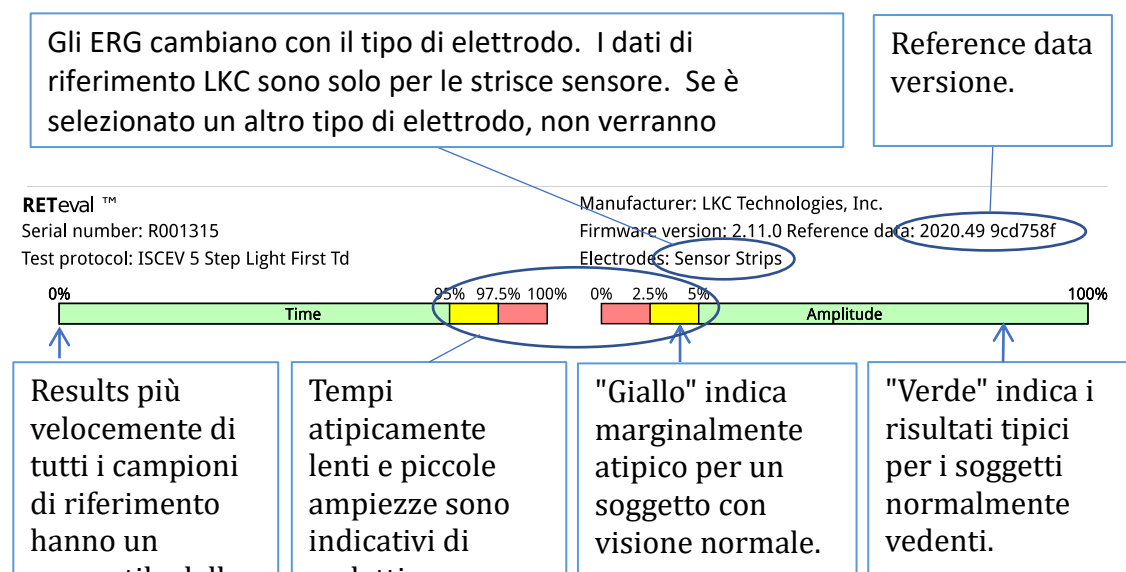 Gli ERG cambiano con il tipo di elettrodo. I dati di
riferimento LKC sono solo per le strisce sensore. Se è
selezionato un altro tipo di elettrodo, non verranno
Reference data
versione.
RETeval ™
Serial number: R001315
Test protocol: ISCEV 5 Step Light First Td
Manufacturer: LKC Technologies, Inc.
Firmware version: 2.11.0 Reference data: 2020.49 9cd758f
Electrodes: Sensor Strips
0% 95% 97.5% 100%
Time
0% 2.5% 5% 100%
Amplitude
Results più
velocemente di
tutti i campioni
di riferimento
hanno un
Tempi
atipicamente
lenti e piccole
ampiezze sono
indicativi di
"Giallo" indica
marginalmente
atipico per un
soggetto con
visione normale.
"Verde" indica i
risultati tipici
per i soggetti
normalmente
vedenti.